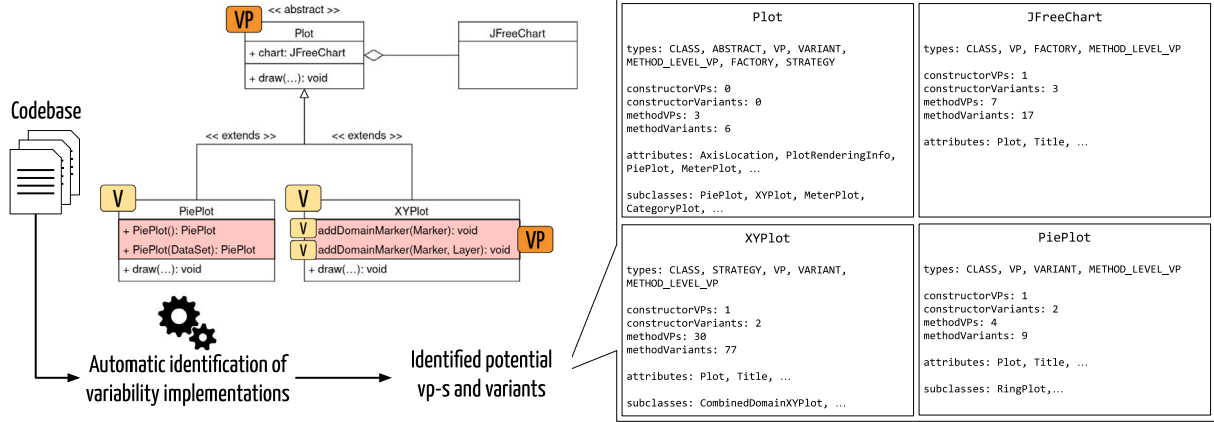 << abstract >>
VP
Plot
+ chart: JFreeChart
+ draw(...): void
JFreeChart
Codebase
<< extends >>
<< extends >>
V
PiePlot
+ PiePlot(): PiePlot
+ PiePlot(DataSet): PiePlot
+ draw(...): void
V
XYPlot
V addDomainMarker(Marker): void
V addDomainMarker(Marker, Layer): void
VP
+ draw(...): void
Automatic identification of
variability implementations
Identified potential
vp-s and variants
Plot
types: CLASS, ABSTRACT, VP, VARIANT,
METHOD_LEVEL_VP, FACTORY, STRATEGY
constructorVPs: 0
constructorVariants: 0
methodVPs: 3
methodVariants: 6
attributes: AxisLocation, PlotRenderingInfo,
PiePlot, MeterPlot, …
subclasses: PiePlot, XYPlot, MeterPlot,
CategoryPlot, …
JFreeChart
types: CLASS, VP, FACTORY, METHOD_LEVEL_VP
constructorVPs: 1
constructorVariants: 3
methodVPs: 7
methodVariants: 17
attributes: Plot, Title, …
XYPlot
types: CLASS, STRATEGY, VP, VARIANT,
METHOD_LEVEL_VP
constructorVPs: 1
constructorVariants: 2
methodVPs: 30
methodVariants: 77
attributes: Plot, Title, …
subclasses: CombinedDomainXYPlot, …
PiePlot
types: CLASS, VP, VARIANT, METHOD_LEVEL_VP
constructorVPs: 1
constructorVariants: 2
methodVPs: 4
methodVariants: 9
attributes: Plot, Title, …
subclasses: RingPlot,…